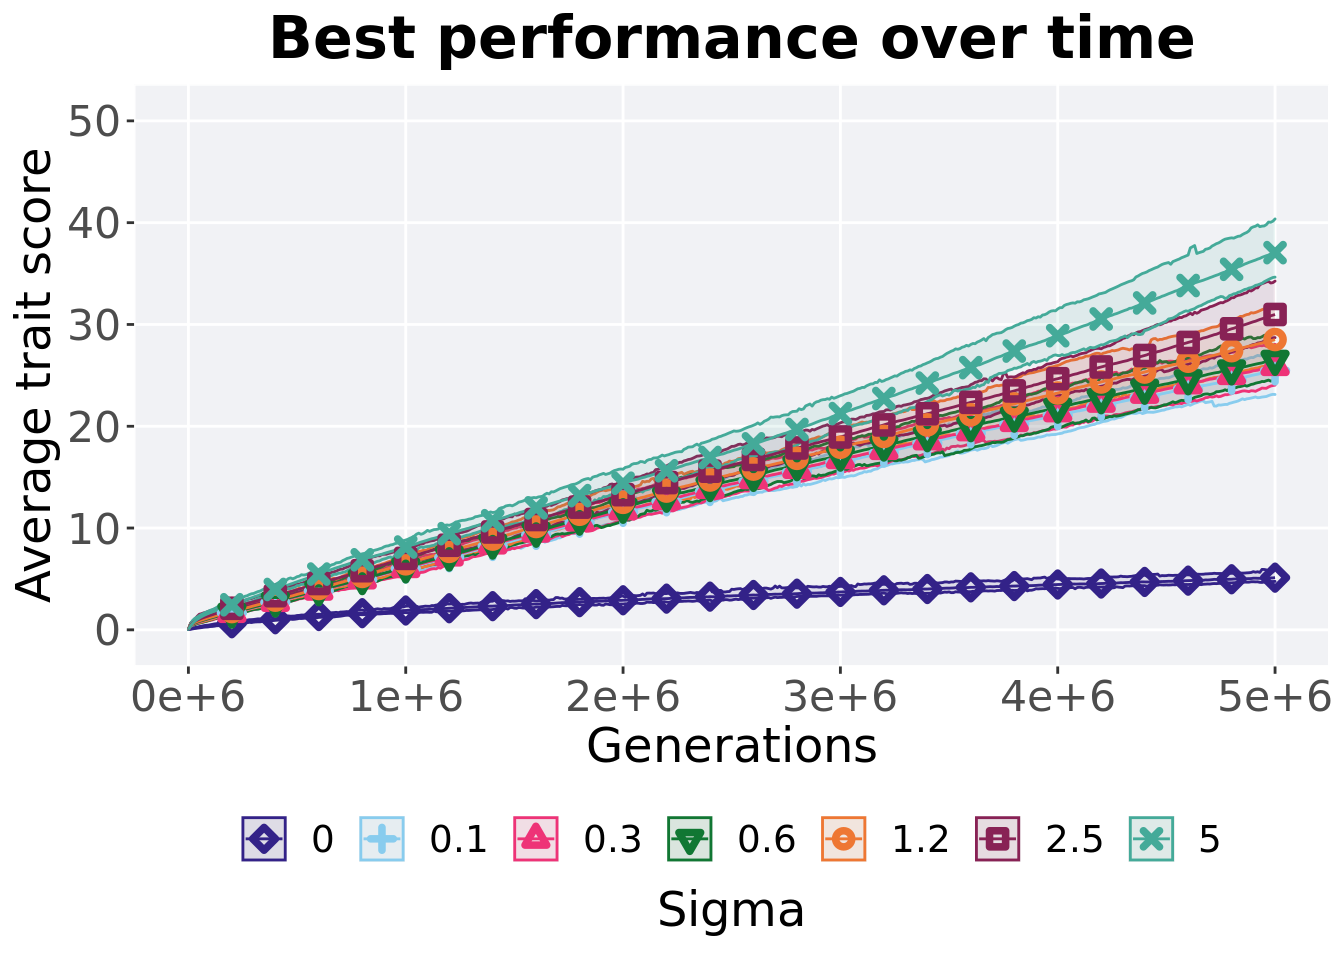 Best performance over time
Average trait score
50
40
30
20
10
0
0e+6 1e+6 2e+6 3e+6 4e+6 5e+6
Generations
0 0.1 0.3 0.6 1.2 2.5 5
Sigma